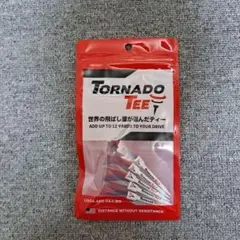 TORNADO
TEE
世界の飛ばし屋が選んだティー
ADD UP TO 12 YARDS TO YOUR DRIVE
DISTANCE WITHOUT RESISTANCE